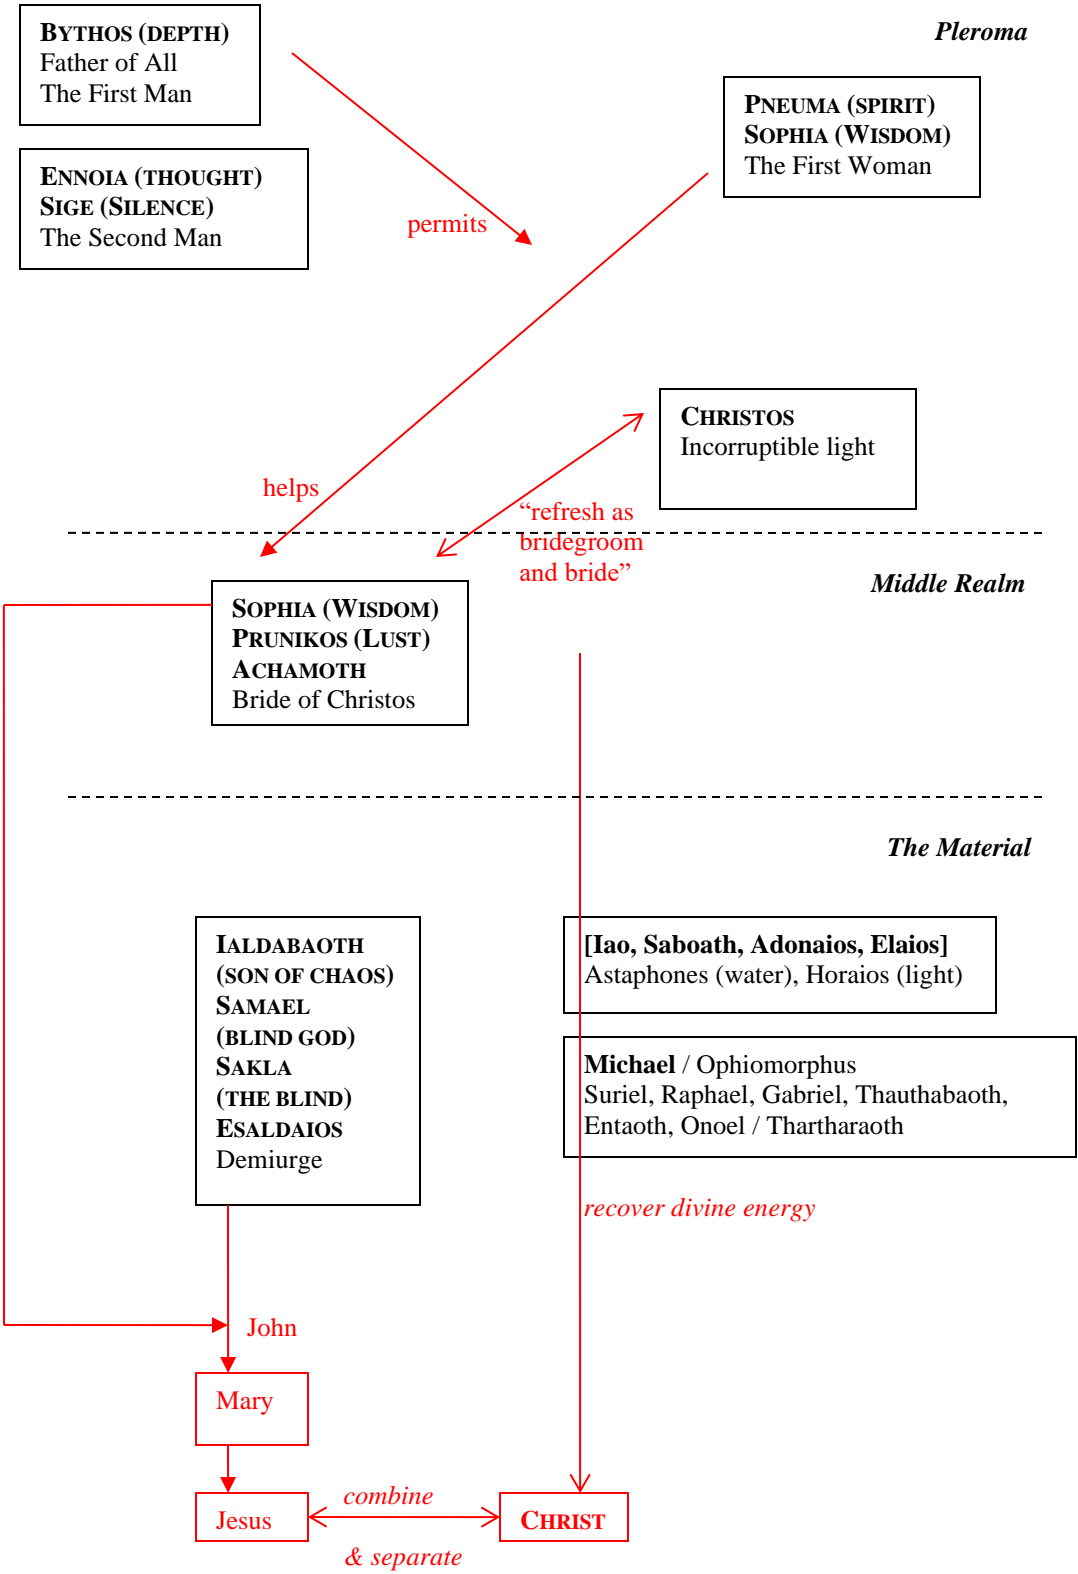 BYTHOS (DEPTH)
Father of All
The First Man
Pleroma
PNEUMA (SPIRIT)
SOPHIA (WISDOM)
The First Woman
ENNOIA (THOUGHT)
SIGE (SILENCE)
The Second Man
permits
CHRISTOS
Incorruptible light
helps
“refresh as
bridegroom
and bride”
Middle Realm
SOPHIA (WISDOM)
PRUNIKOS (LUST)
ACHAMOTH
Bride of Christos
The Material
IALDABAOTH
(SON OF CHAOS)
SAMAEL
(BLIND GOD)
SAKLA
(THE BLIND)
ESALDAIOS
Demiurge
[Iao, Saboath, Adonaios, Elaios]
Astaphones (water), Horaios (light)
Michael / Ophiomorphus
Suriel, Raphael, Gabriel, Thauthabaoth,
Entaoth, Onoel / Thartharaoth
recover divine energy
John
Mary
Jesus
combine
& separate
CHRIST